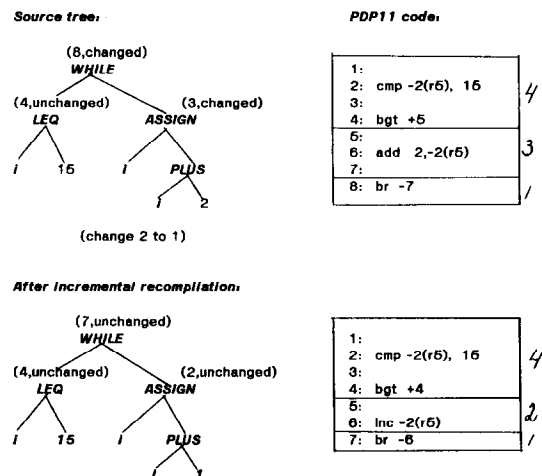 Source tree:
PDP11 code:
(8,changed)
WHILE
(4,unchanged) (3,changed)
LEQ ASSIGN
i 15 i PLUS
i 2
(change 2 to 1)
1:
2: cmp -2(r5), 15
3:
4: bgt +5
4
5:
6: add 2,-2(r5)
7:
3
8: br -7
1
After incremental recompilation:
(7,unchanged)
WHILE
(4,unchanged) (2,unchanged)
LEQ ASSIGN
i 15 i PLUS
i 1
1:
2: cmp -2(r5), 15
3:
4: bgt +4
4
5:
6: inc -2(r5)
2
7: br -6
1